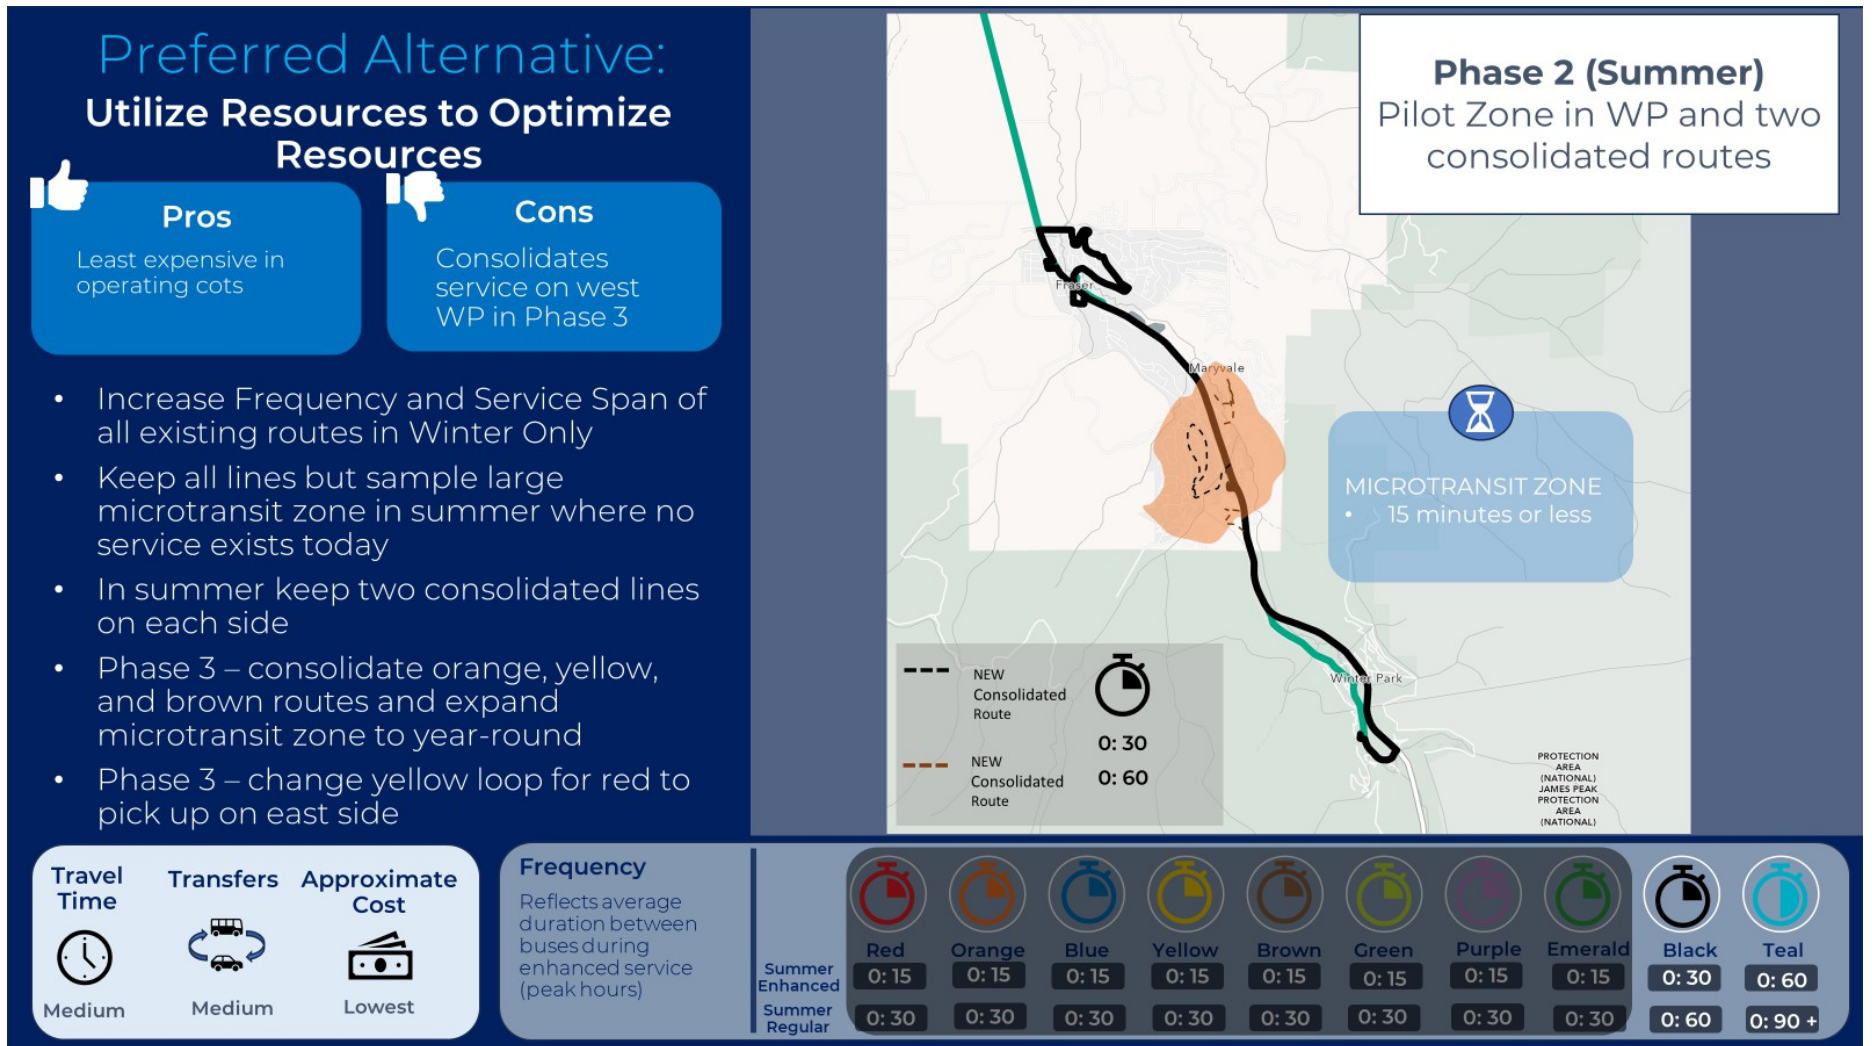 Preferred Alternative:
Utilize Resources to Optimize
Resources
Pros
Least expensive in
operating cots
Cons
Consolidates
service on west
WP in Phase 3
• Increase Frequency and Service Span of
all existing routes in Winter Only
• Keep all lines but sample large
microtransit zone in summer where no
service exists today
• In summer keep two consolidated lines
on each side
• Phase 3 – consolidate orange, yellow,
and brown routes and expand
microtransit zone to year-round
• Phase 3 – change yellow loop for red to
pick up on east side
Phase 2 (Summer)
Pilot Zone in WP and two
consolidated routes
Fraser
Maryvale
Winter Park
MICROTRANSIT ZONE
• 15 minutes or less
PROTECTION
AREA
(NATIONAL)
JAMES PEAK
PROTECTION
AREA
(NATIONAL)
NEW
Consolidated
Route
0: 30
NEW
Consolidated
Route
0: 60
Travel
Time
Medium
Transfers
Medium
Approximate
Cost
Lowest
Frequency
Reflects average
duration between
buses during
enhanced service
(peak hours)
Red Orange Blue Yellow Brown Green Purple Emerald Black Teal
Summer
Enhanced
0: 15 0: 15 0: 15 0: 15 0: 15 0: 15 0: 15 0: 15 0: 30 0: 60
Summer
Regular
0: 30 0: 30 0: 30 0: 30 0: 30 0: 30 0: 30 0: 30 0: 60 0: 90 +